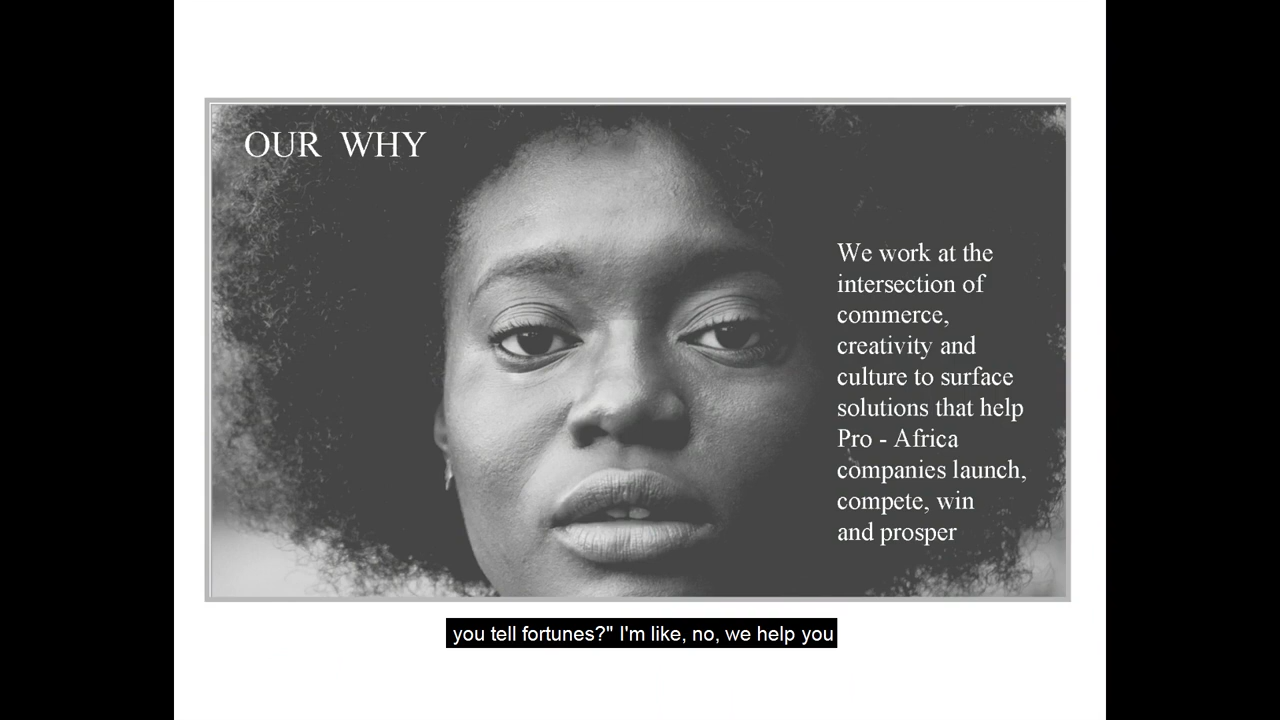 OUR WHY
We work at the
intersection of
commerce,
creativity and
culture to surface
solutions that help
Pro - Africa
companies launch,
compete, win
and prosper
you tell fortunes?" I'm like, no, we help you